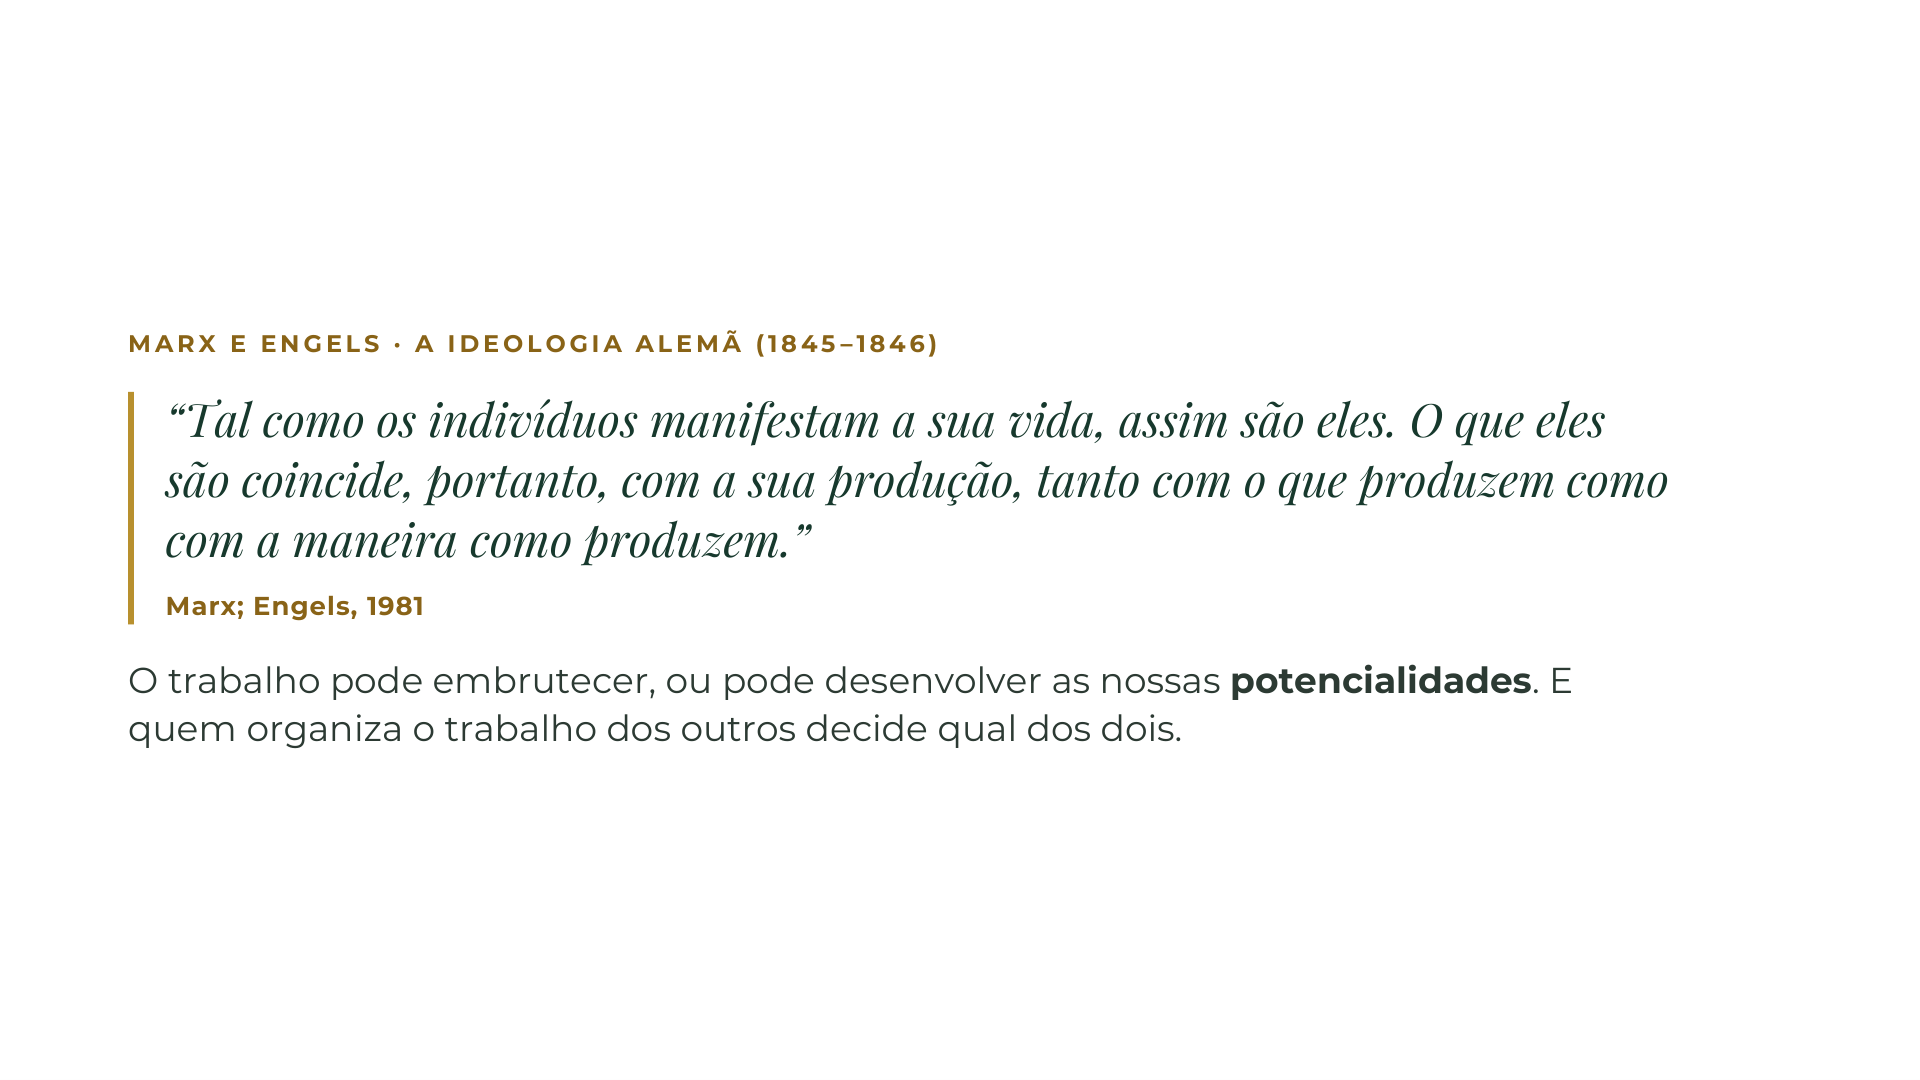 MARX E ENGELS · A IDEOLOGIA ALEMÃ (1845–1846)
“Tal como os indivíduos manifestam a sua vida, assim são eles. O que eles
são coincide, portanto, com a sua produção, tanto com o que produzem como
com a maneira como produzem.”
Marx; Engels, 1981
O trabalho pode embrutecer, ou pode desenvolver as nossas potencialidades. E
quem organiza o trabalho dos outros decide qual dos dois.